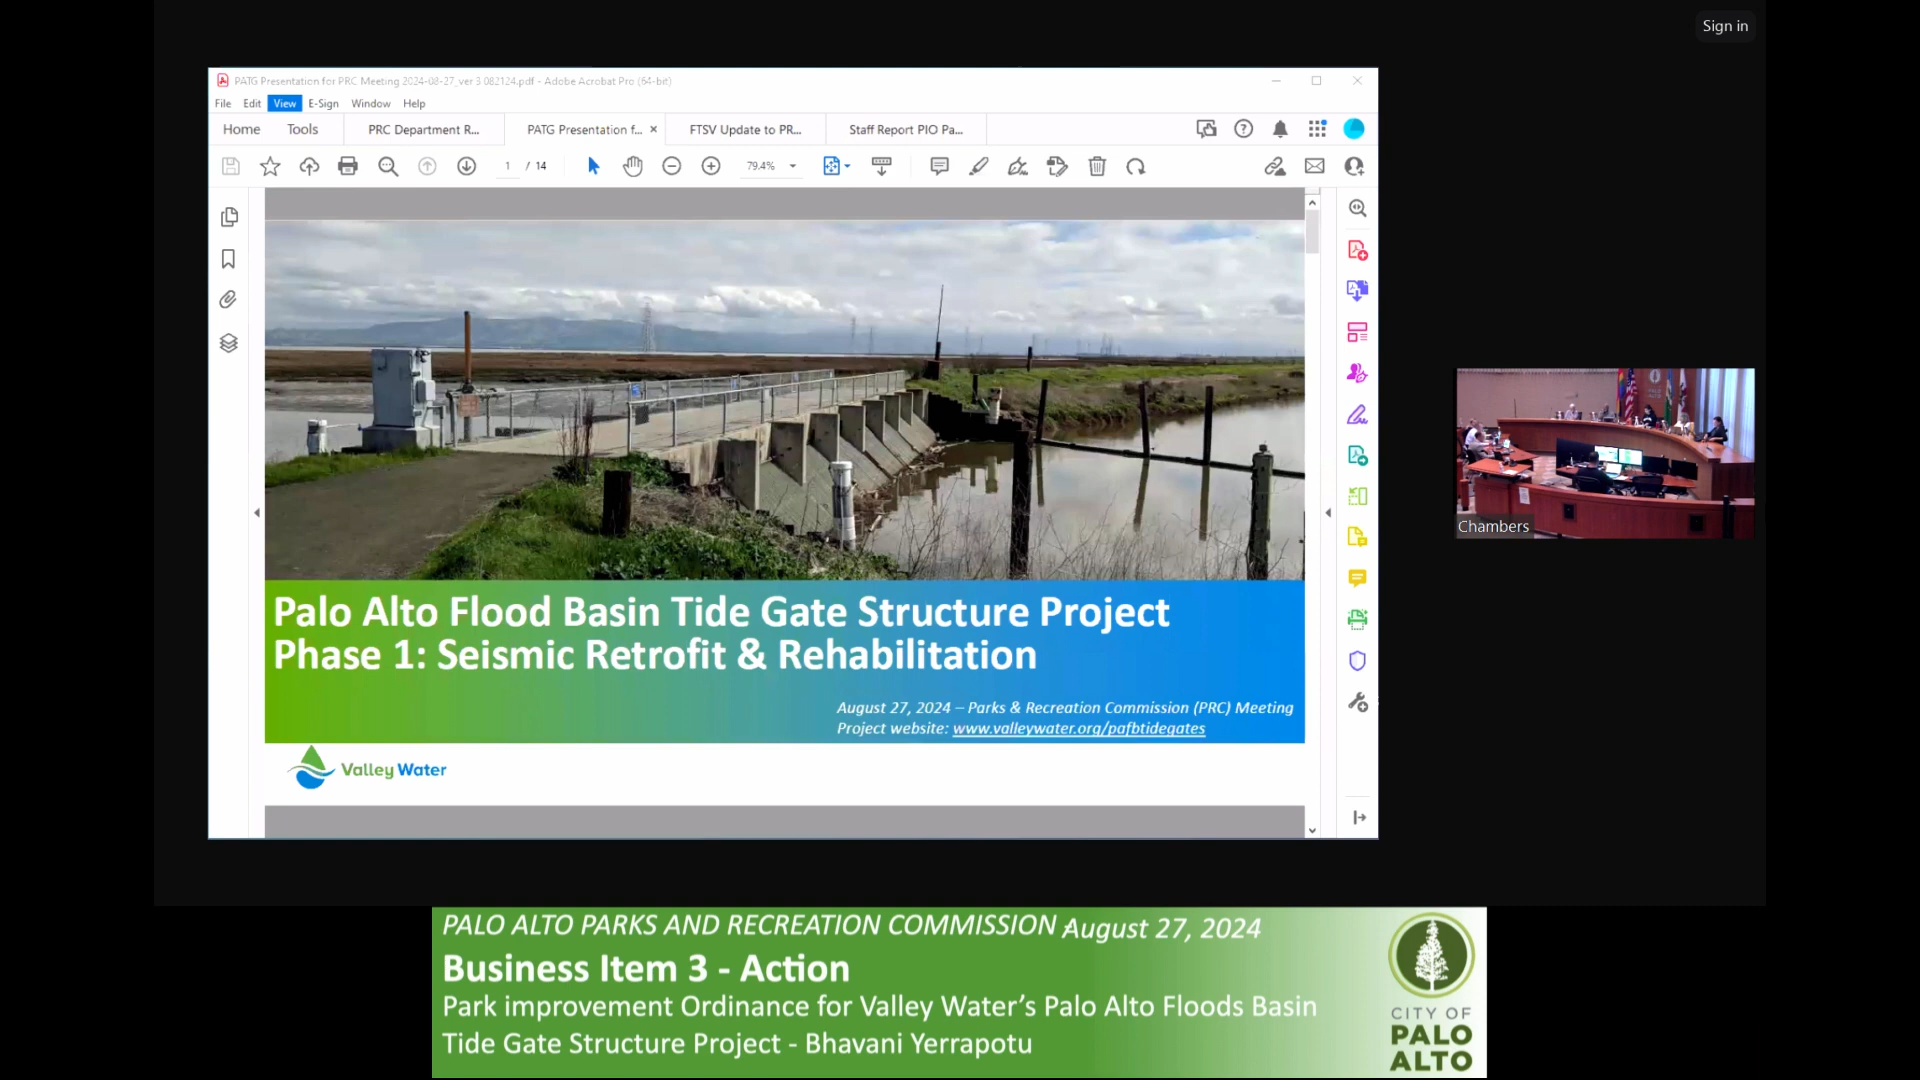 Sign in
PATG Presentation for PRC Meeting 2024-08-27_ver 3 082124.pdf - Adobe Acrobat Pro (64-bit)
File Edit View E-Sign Window Help
Home Tools PRC Department R... PATG Presentation f... FTSV Update to PR... Staff Report PIO Pa...
1 / 14 79.4%
Palo Alto Flood Basin Tide Gate Structure Project
Phase 1: Seismic Retrofit & Rehabilitation
August 27, 2024 – Parks & Recreation Commission (PRC) Meeting
Project website: www.valleywater.org/pafbtidegates
Valley Water
Chambers
PALO ALTO PARKS AND RECREATION COMMISSION August 27, 2024
Business Item 3 - Action
Park improvement Ordinance for Valley Water's Palo Alto Floods Basin
Tide Gate Structure Project - Bhavani Yerrapotu
CITY OF
PALO
ALTO